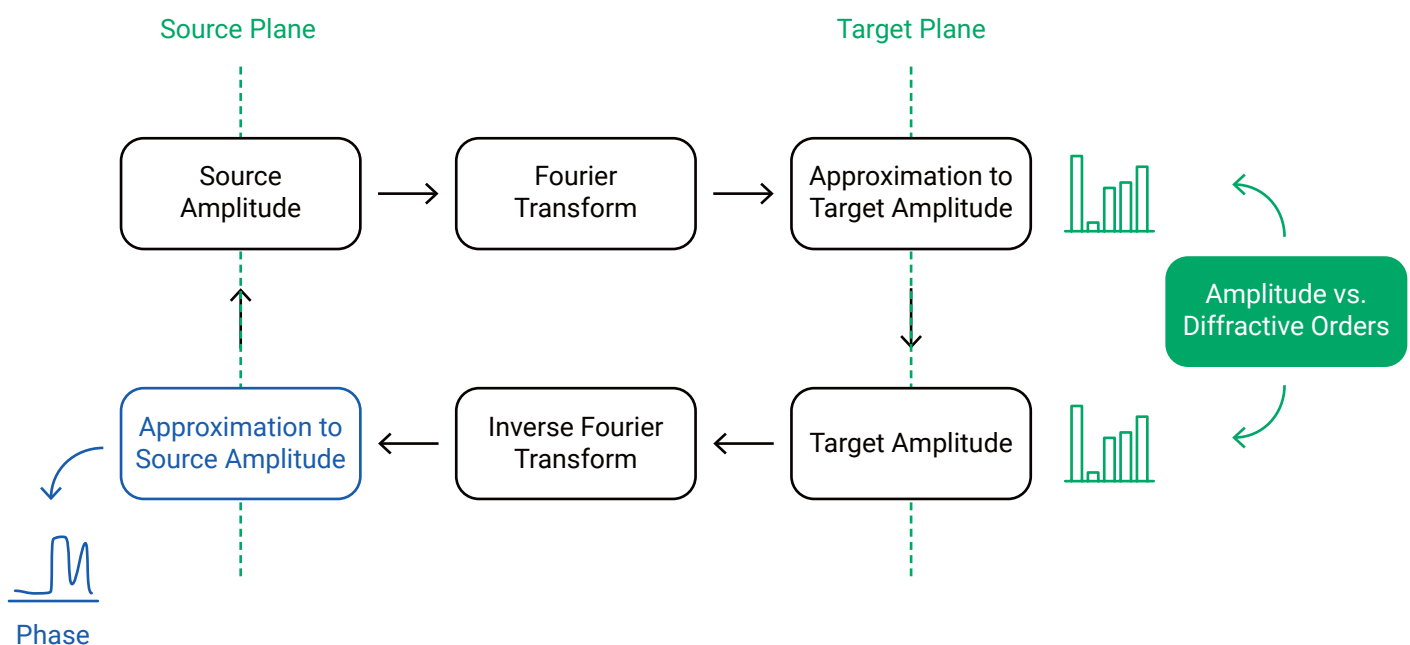 Source Plane
Target Plane
Source
Amplitude
Fourier
Transform
Approximation to
Target Amplitude
Amplitude vs.
Diffractive Orders
Approximation to
Source Amplitude
Inverse Fourier
Transform
Target Amplitude
Phase